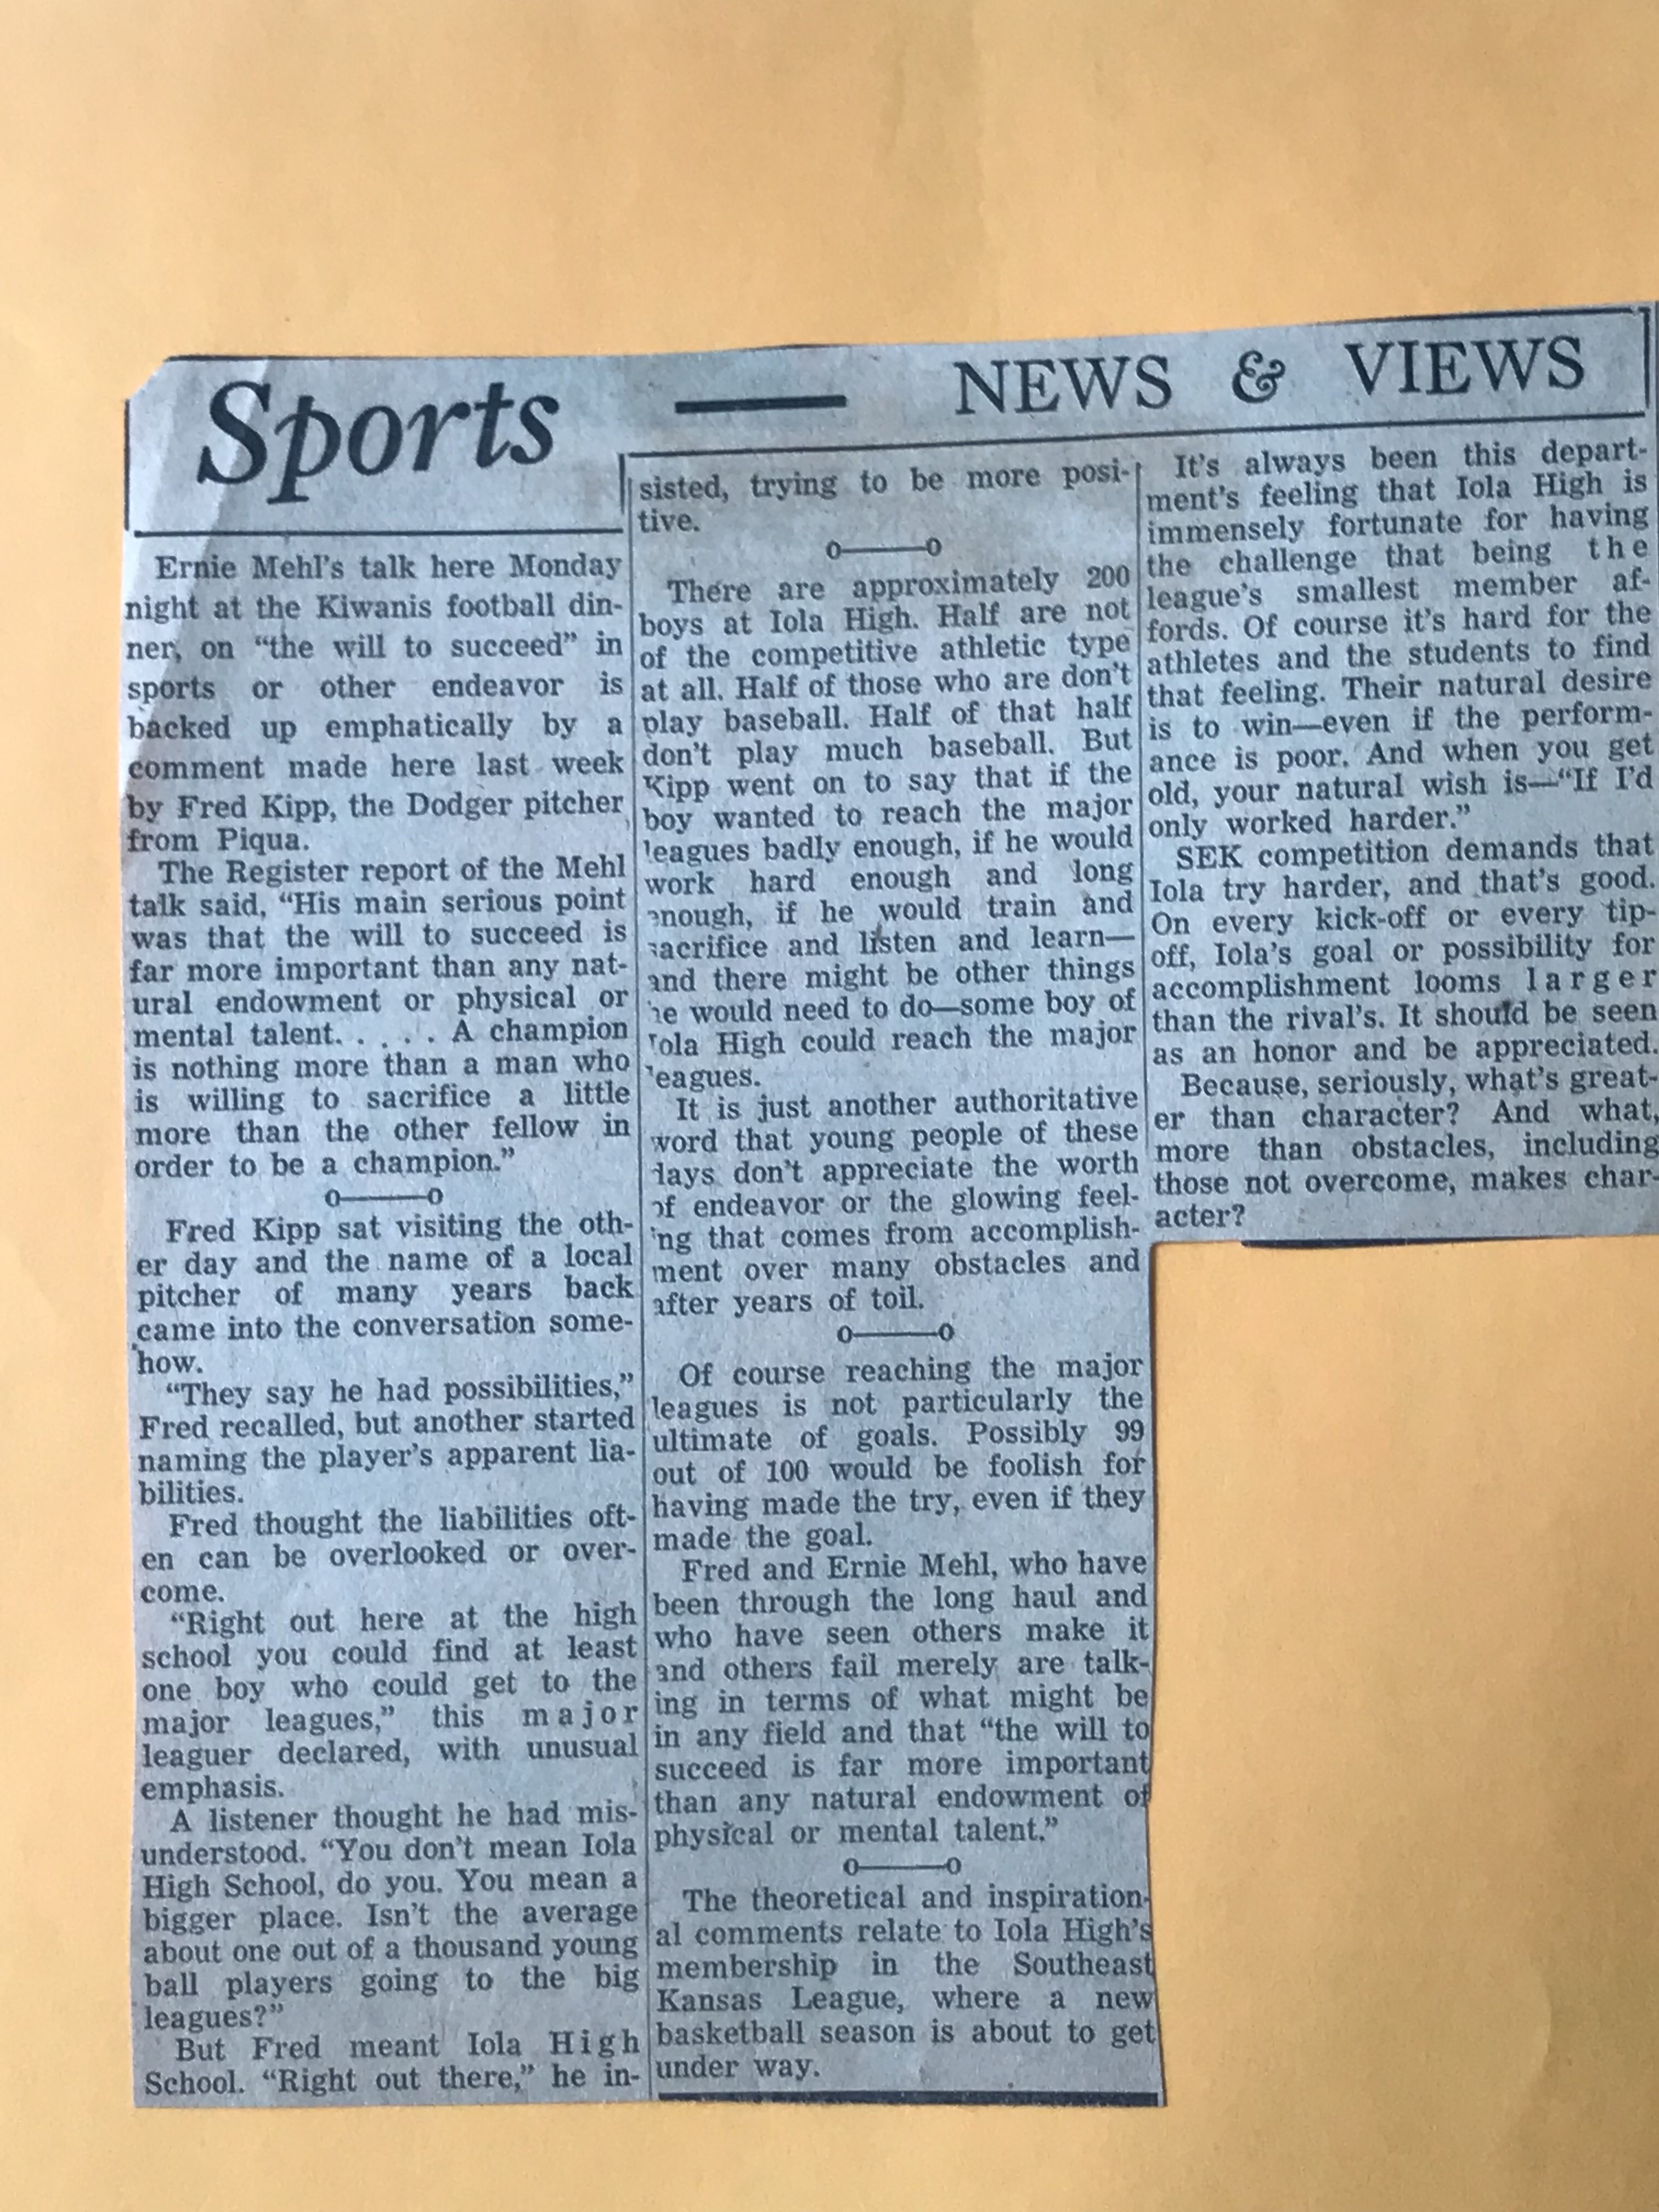 Sports — NEWS & VIEWS
Ernie Mehl's talk here Monday
night at the Kiwanis football din-
ner, on "the will to succeed" in
sports or other endeavor is
backed up emphatically by a
comment made here last week
by Fred Kipp, the Dodger pitcher
from Piqua.
The Register report of the Mehl
talk said, "His main serious point
was that the will to succeed is
far more important than any nat-
ural endowment or physical or
mental talent. . . . . A champion
is nothing more than a man who
is willing to sacrifice a little
more than the other fellow in
order to be a champion."
o——o
Fred Kipp sat visiting the oth-
er day and the name of a local
pitcher of many years back
came into the conversation some-
how.
"They say he had possibilities,"
Fred recalled, but another started
naming the player's apparent lia-
bilities.
Fred thought the liabilities oft-
en can be overlooked or over-
come.
"Right out here at the high
school you could find at least
one boy who could get to the
major leagues," this major
leaguer declared, with unusual
emphasis.
A listener thought he had mis-
understood. "You don't mean Iola
High School, do you. You mean a
bigger place. Isn't the average
about one out of a thousand young
ball players going to the big
leagues?"
But Fred meant Iola High
School. "Right out there," he in-
sisted, trying to be more posi-
tive.
o——o
There are approximately 200
boys at Iola High. Half are not
of the competitive athletic type
at all. Half of those who are don't
play baseball. Half of that half
don't play much baseball. But
Kipp went on to say that if the
boy wanted to reach the major
leagues badly enough, if he would
work hard enough and long
enough, if he would train and
sacrifice and listen and learn—
and there might be other things
he would need to do—some boy of
Iola High could reach the major
leagues.
It is just another authoritative
word that young people of these
days don't appreciate the worth
of endeavor or the glowing feel-
ing that comes from accomplish-
ment over many obstacles and
after years of toil.
o——o
Of course reaching the major
leagues is not particularly the
ultimate of goals. Possibly 99
out of 100 would be foolish for
having made the try, even if they
made the goal.
Fred and Ernie Mehl, who have
been through the long haul and
who have seen others make it
and others fail merely are talk-
ing in terms of what might be
in any field and that "the will to
succeed is far more important
than any natural endowment of
physical or mental talent."
o——o
The theoretical and inspiration-
al comments relate to Iola High's
membership in the Southeast
Kansas League, where a new
basketball season is about to get
under way.
It's always been this depart-
ment's feeling that Iola High is
immensely fortunate for having
the challenge that being the
league's smallest member af-
fords. Of course it's hard for the
athletes and the students to find
that feeling. Their natural desire
is to win—even if the perform-
ance is poor. And when you get
old, your natural wish is—"If I'd
only worked harder."
SEK competition demands that
Iola try harder, and that's good.
On every kick-off or every tip-
off, Iola's goal or possibility for
accomplishment looms larger
than the rival's. It should be seen
as an honor and be appreciated.
Because, seriously, what's great-
er than character? And what,
more than obstacles, including
those not overcome, makes char-
acter?